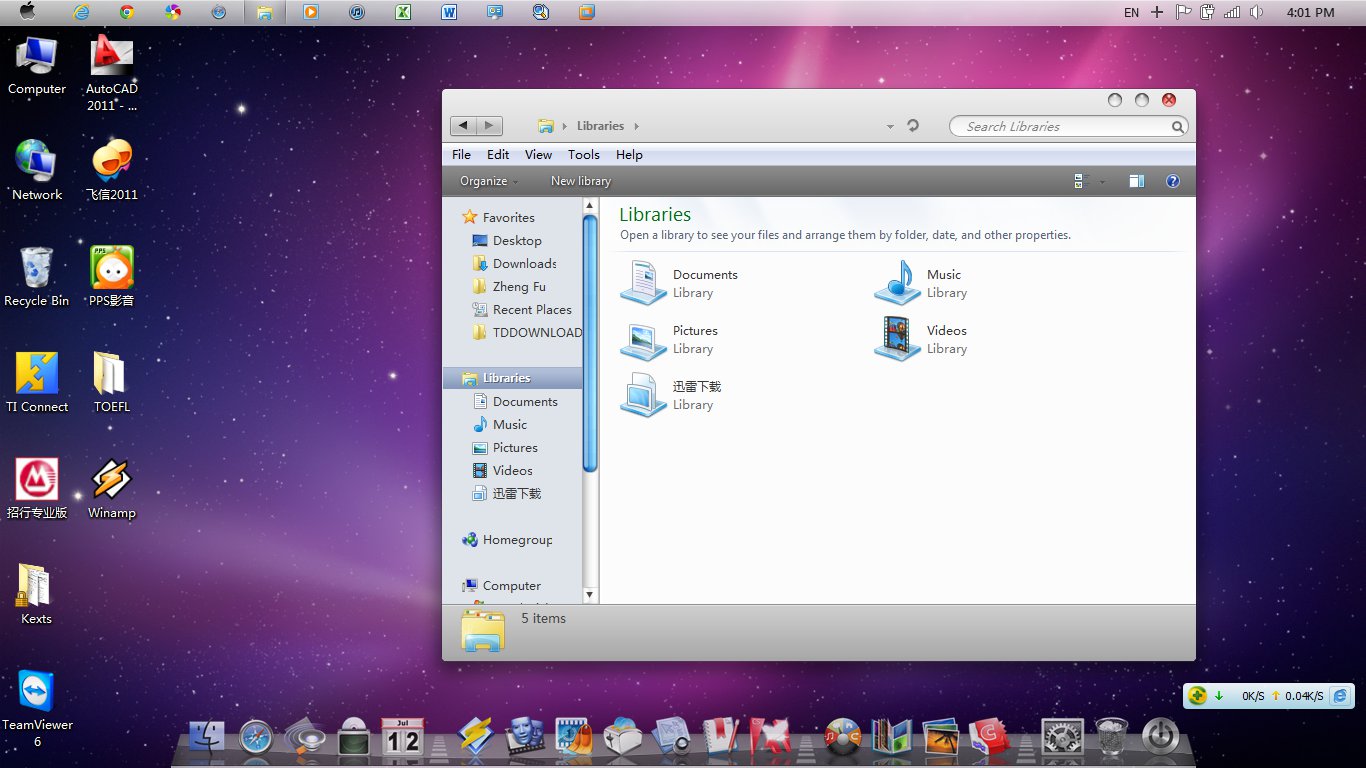 EN
4:01 PM
Computer
AutoCAD
2011 - ...
Network
飞信2011
Recycle Bin
PPS
PPS影音
TI Connect
TOEFL
招行专业版
Winamp
Kexts
TeamViewer
6
Libraries
Search Libraries
File Edit View Tools Help
Organize New library
Favorites
Desktop
Downloads
Zheng Fu
Recent Places
TDDOWNLOAD
Libraries
Documents
Music
Pictures
Videos
迅雷下载
Homegroup
Computer
Libraries
Open a library to see your files and arrange them by folder, date, and other properties.
Documents
Library
Music
Library
Pictures
Library
Videos
Library
迅雷下载
Library
5 items
0K/S 0.04K/S
Jul
12